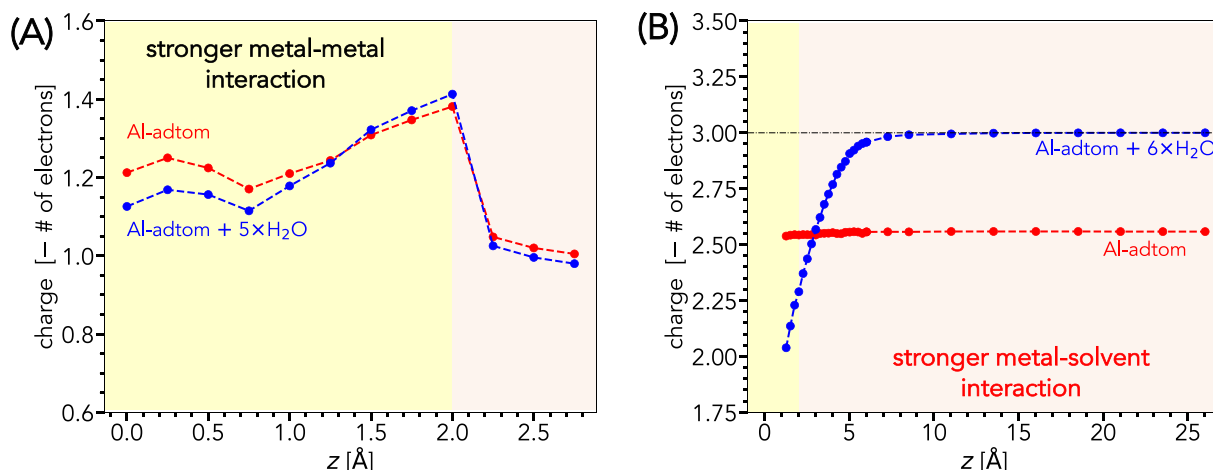 (A)
1.6
1.4
1.2
1.0
0.8
0.6
charge [— # of electrons]
stronger metal-metal
interaction
Al-adtom
Al-adtom + 5×H₂O
0.0 0.5 1.0 1.5 2.0 2.5
z [Å]
(B)
3.50
3.25
3.00
2.75
2.50
2.25
2.00
1.75
charge [— # of electrons]
Al-adtom + 6×H₂O
Al-adtom
stronger metal-solvent
interaction
0 5 10 15 20 25
z [Å]